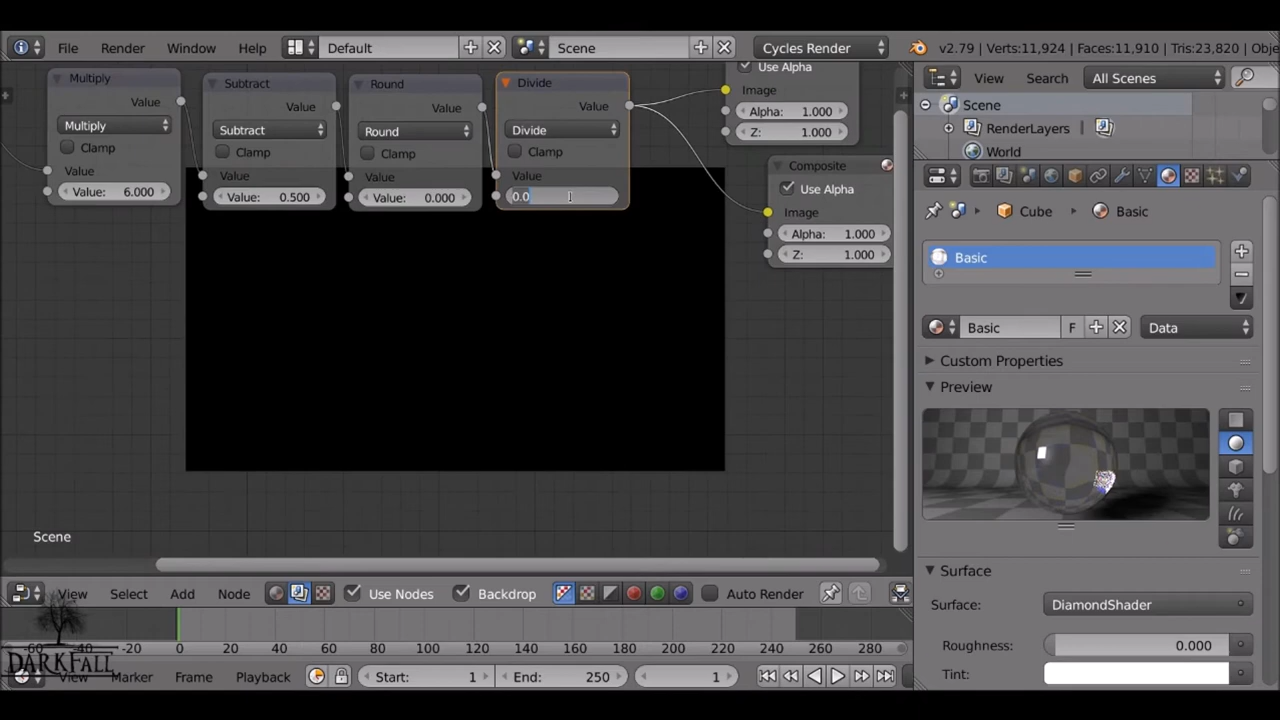 File Render Window Help Default Scene Cycles Render v2.79 | Verts:11,924 | Faces:11,910 | Tris:23,820
Multiply
Value
Multiply
Clamp
Value
Value: 6.000
Subtract
Value
Subtract
Clamp
Value
Value: 0.500
Round
Value
Round
Clamp
Value
Value: 0.000
Divide
Value
Divide
Clamp
Value
0.0
Use Alpha
Image
Alpha: 1.000
Z: 1.000
Composite
Use Alpha
Image
Alpha: 1.000
Z: 1.000
Scene
View Select Add Node Use Nodes Backdrop Auto Render
-60 -40 -20 0 20 40 60 80 100 120 140 160 180 200 220 240 260 280
View Marker Frame Playback Start: 1 End: 250 1
DARKFALL
View Search All Scenes
Scene
RenderLayers
World
Cube Basic
Basic
Basic F Data
Custom Properties
Preview
Surface
Surface: DiamondShader
Roughness: 0.000
Tint: